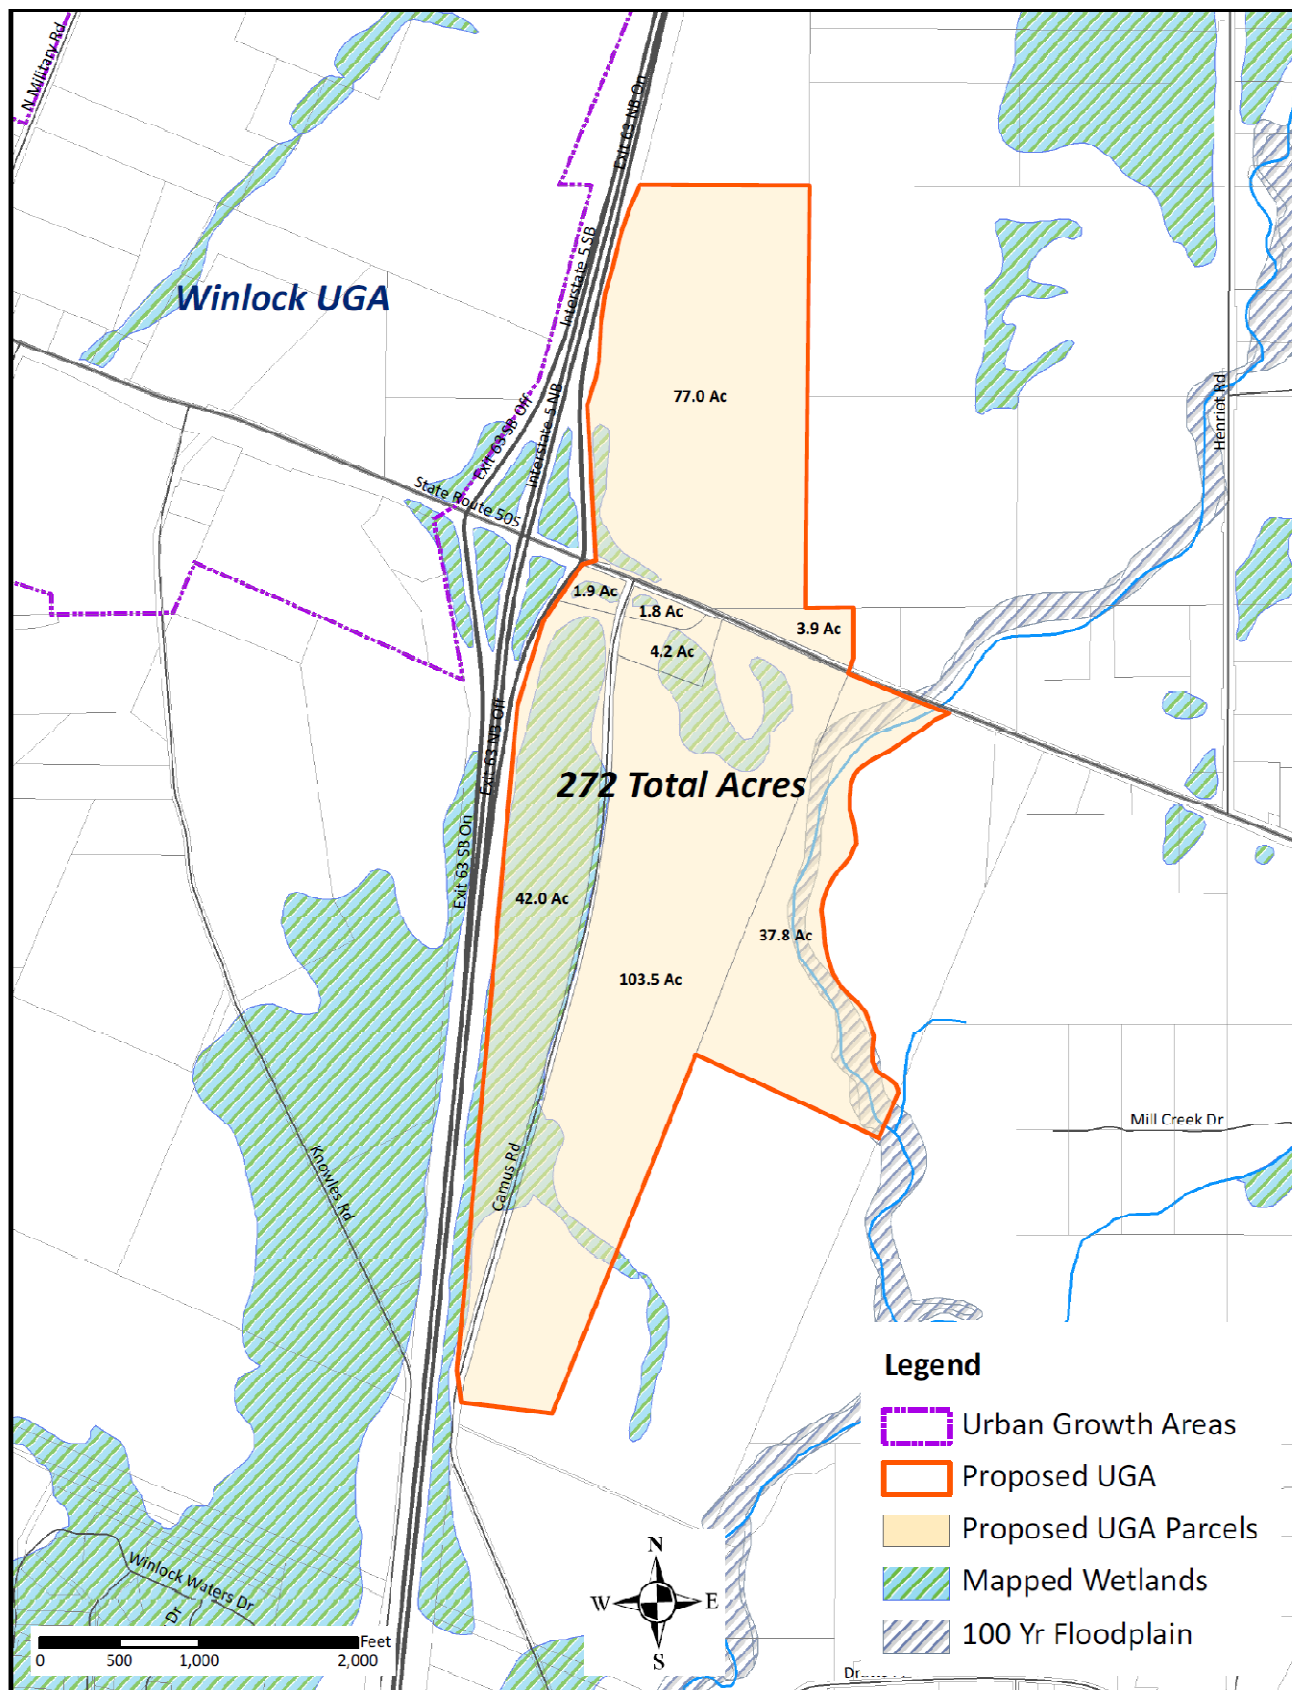 N Military Rd
Exit 63 NB On
Interstate 5 SB
Winlock UGA
77.0 Ac
Henriot Rd
Exit 63 SB Off
Interstate 5 NB
State Route 505
1.9 Ac
1.8 Ac
3.9 Ac
4.2 Ac
Exit 63 NB Off
272 Total Acres
Exit 63 SB On
42.0 Ac
37.8 Ac
103.5 Ac
Mill Creek Dr
Camus Rd
Knowles Rd
Legend
Urban Growth Areas
Proposed UGA
Proposed UGA Parcels
Mapped Wetlands
100 Yr Floodplain
N
W E
S
Winlock Waters Dr
Dr
Feet
0 500 1,000 2,000